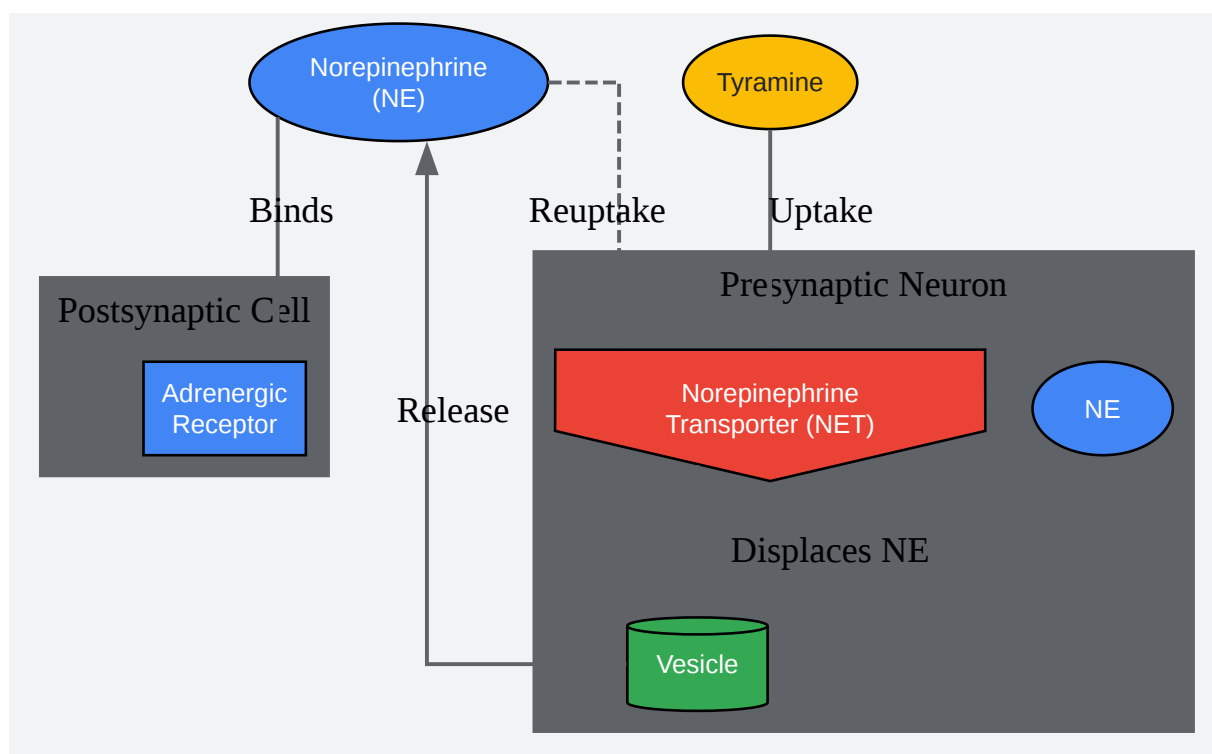 Norepinephrine
(NE)
Tyramine
Binds
Reuptake
Uptake
Postsynaptic Cell
Adrenergic
Receptor
Release
Presynaptic Neuron
Norepinephrine
Transporter (NET)
NE
Displaces NE
Vesicle